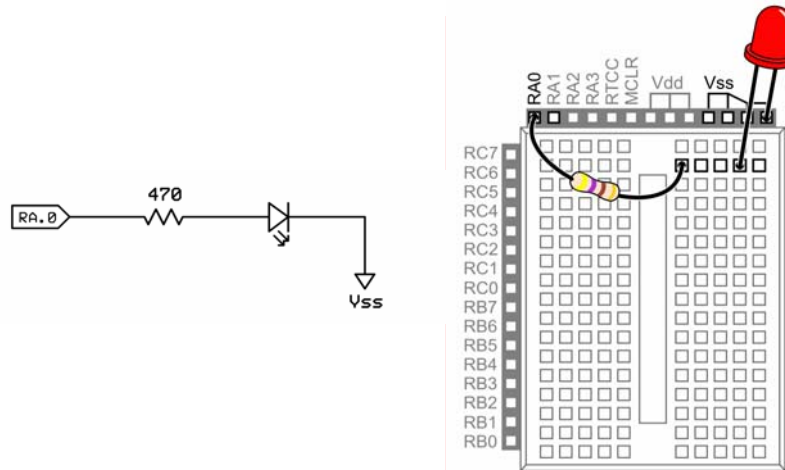 470
RA.0
Vss
RA0
RA1
RA2
RA3
RTCC
MCLR
Vdd
Vss
RC7
RC6
RC5
RC4
RC3
RC2
RC1
RC0
RB7
RB6
RB5
RB4
RB3
RB2
RB1
RB0